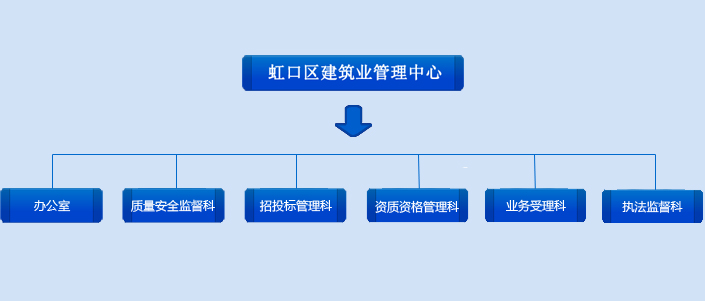 虹口区建筑业管理中心
办公室
质量安全监督科
招投标管理科
资质资格管理科
业务受理科
执法监督科